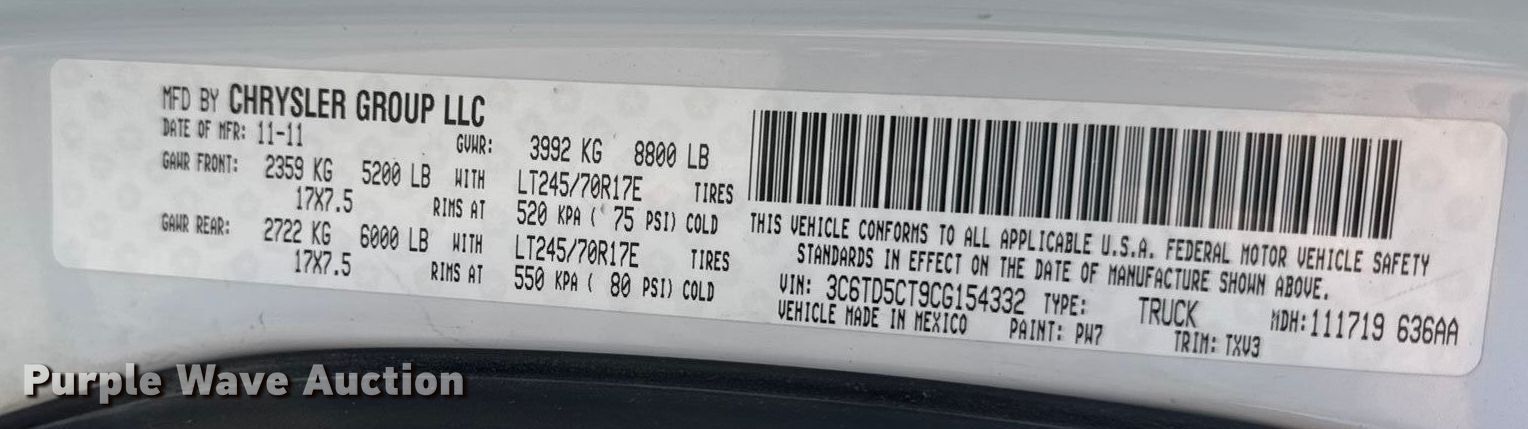 MFD BY CHRYSLER GROUP LLC
DATE OF MFR: 11-11 GVWR: 3992 KG 8800 LB
GAWR FRONT: 2359 KG 5200 LB WITH LT245/70R17E TIRES
17X7.5 RIMS AT 520 KPA ( 75 PSI) COLD
GAWR REAR: 2722 KG 6000 LB WITH LT245/70R17E TIRES
17X7.5 RIMS AT 550 KPA ( 80 PSI) COLD
THIS VEHICLE CONFORMS TO ALL APPLICABLE U.S.A. FEDERAL MOTOR VEHICLE SAFETY
STANDARDS IN EFFECT ON THE DATE OF MANUFACTURE SHOWN ABOVE.
VIN: 3C6TD5CT9CG154332 TYPE: TRUCK MDH:111719 636AA
VEHICLE MADE IN MEXICO PAINT: PW7 TRIM: TXV3
Purple Wave Auction